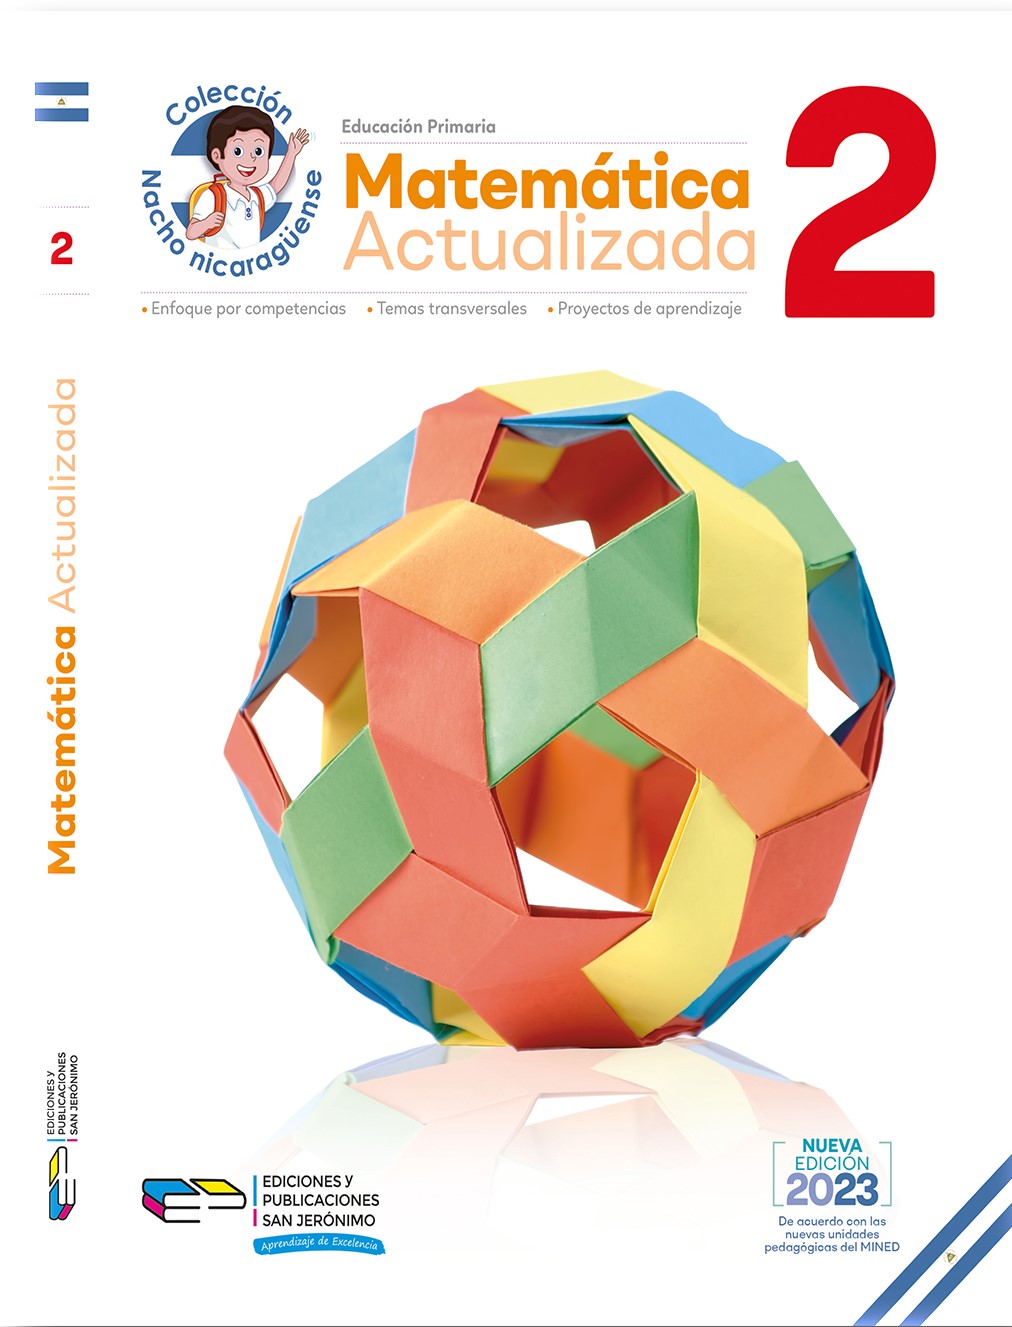 2
Matemática Actualizada
EDICIONES Y
PUBLICACIONES
SAN JERÓNIMO
Colección
Nacho nicaragüense
Educación Primaria
Matemática
Actualizada
2
• Enfoque por competencias • Temas transversales • Proyectos de aprendizaje
EDICIONES Y
PUBLICACIONES
SAN JERÓNIMO
Aprendizaje de Excelencia
NUEVA
EDICIÓN
2023
De acuerdo con las
nuevas unidades
pedagógicas del MINED